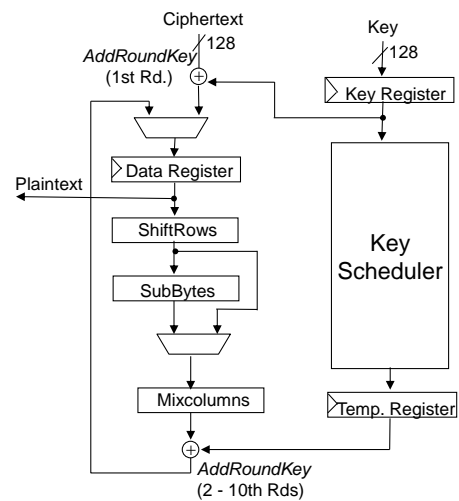 Ciphertext
128
AddRoundKey
(1st Rd.)
Key
128
Key Register
Data Register
Plaintext
ShiftRows
Key
Scheduler
SubBytes
Mixcolumns
Temp. Register
AddRoundKey
(2 - 10th Rds)